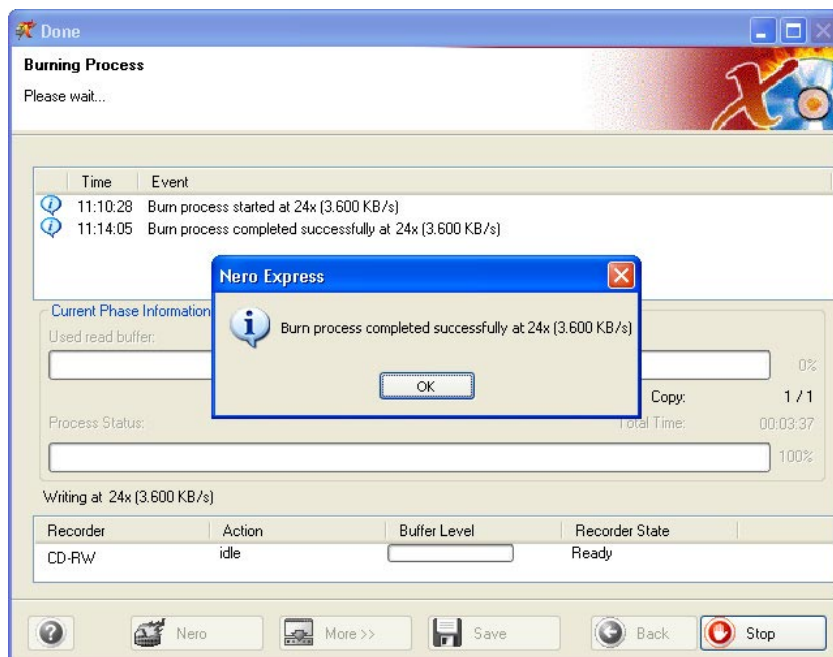 Done
Burning Process
Please wait...
Time Event
11:10:28 Burn process started at 24x (3.600 KB/s)
11:14:05 Burn process completed successfully at 24x (3.600 KB/s)
Nero Express
Burn process completed successfully at 24x (3.600 KB/s)
OK
Current Phase Information
Used read buffer:
0%
Copy: 1 / 1
Process Status: Total Time: 00:03:37
100%
Writing at 24x (3.600 KB/s)
Recorder Action Buffer Level Recorder State
CD-RW idle Ready
Nero More >> Save Back Stop